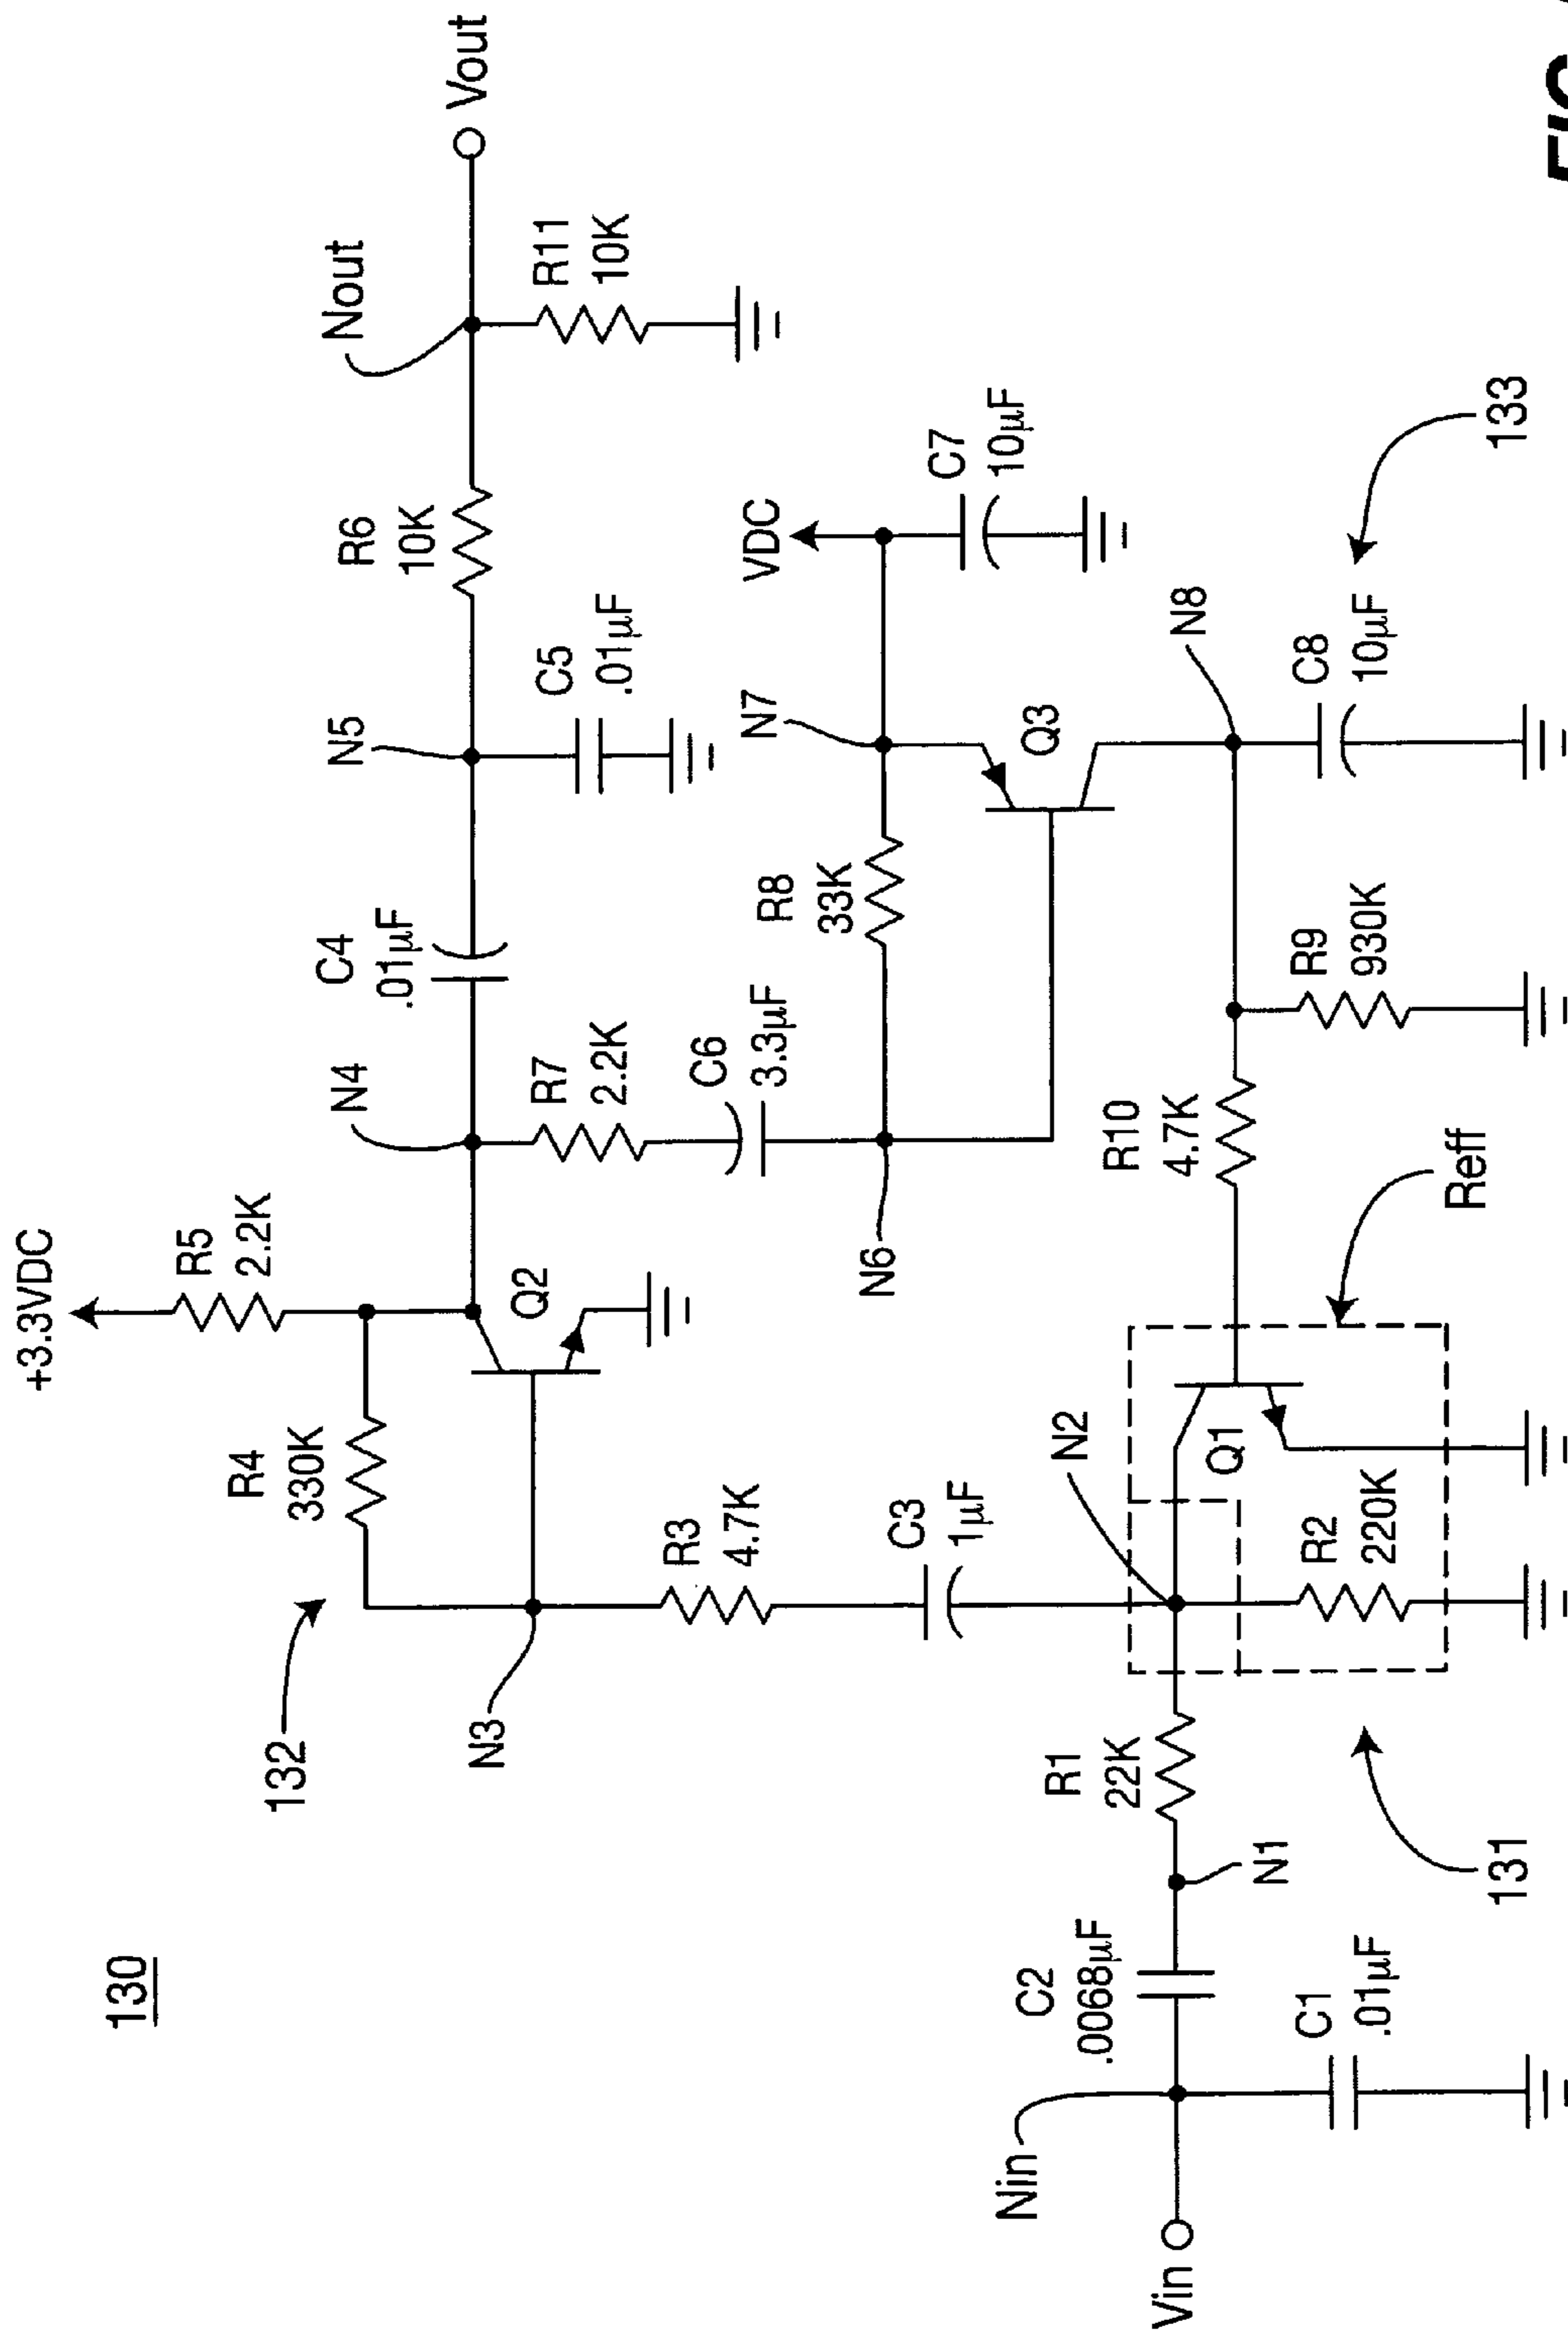 130
+3.3VDC
R5
2.2K
R4
330K
132
Q2
N3
N4
C4
.01µF
N5
R6
10K
Nout
Vout
R11
10K
C5
.01µF
R7
2.2K
C6
3.3µF
N6
R3
4.7K
C3
1µF
R8
33K
N7
VDC
C7
10µF
Q3
N8
C8
10µF
133
R9
930K
R10
4.7K
Reff
N2
Q1
R2
220K
R1
22K
N1
131
C2
.0068µF
C1
.01µF
Nin
Vin
FIG